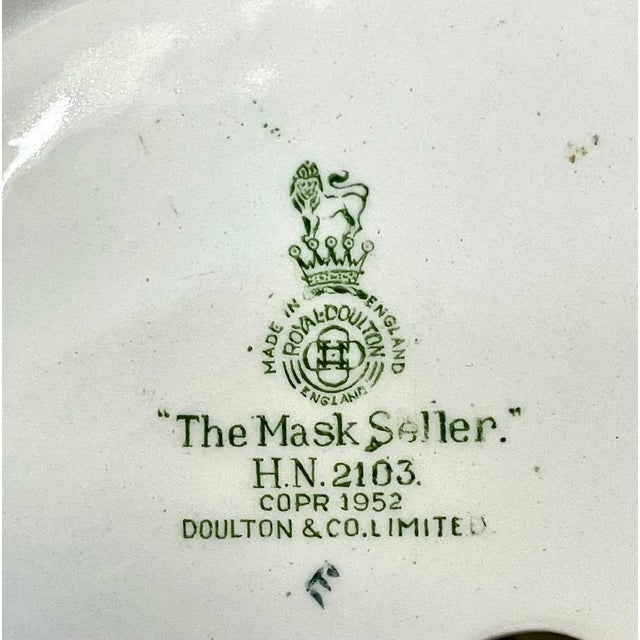 MADE IN ENGLAND
ROYAL·DOULTON
ENGLAND
"The Mask Seller."
H.N. 2103.
COPR 1952
DOULTON & CO. LIMITED.